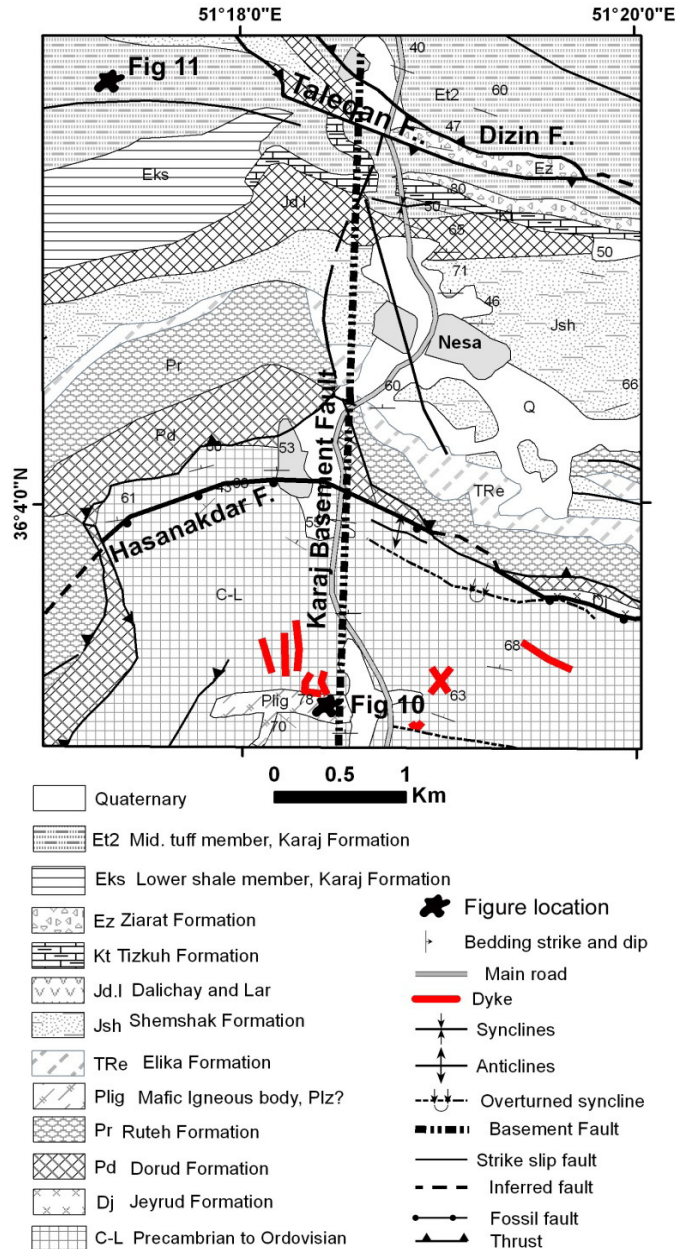 51°18'0"E
51°20'0"E
36°4'0"N
Fig 11
40
Et2
60
Taleqan F..
47
Dizin F..
Ez
Eks
80
50
Kt
Jd.l
65
50
71
46
Jsh
Nesa
Pr
66
60
Q
Karaj Basement Fault
Pd
53
60
TRe
61
Hasanakdar F.
58
Dj
C-L
68
Plig
78
Fig 10
63
70
0 0.5 1
Km
Quaternary
Et2 Mid. tuff member, Karaj Formation
Eks Lower shale member, Karaj Formation
Ez Ziarat Formation
Kt Tizkuh Formation
Jd.l Dalichay and Lar
Jsh Shemshak Formation
TRe Elika Formation
Plig Mafic Igneous body, Plz?
Pr Ruteh Formation
Pd Dorud Formation
Dj Jeyrud Formation
C-L Precambrian to Ordovisian
Figure location
Bedding strike and dip
Main road
Dyke
Synclines
Anticlines
Overturned syncline
Basement Fault
Strike slip fault
Inferred fault
Fossil fault
Thrust